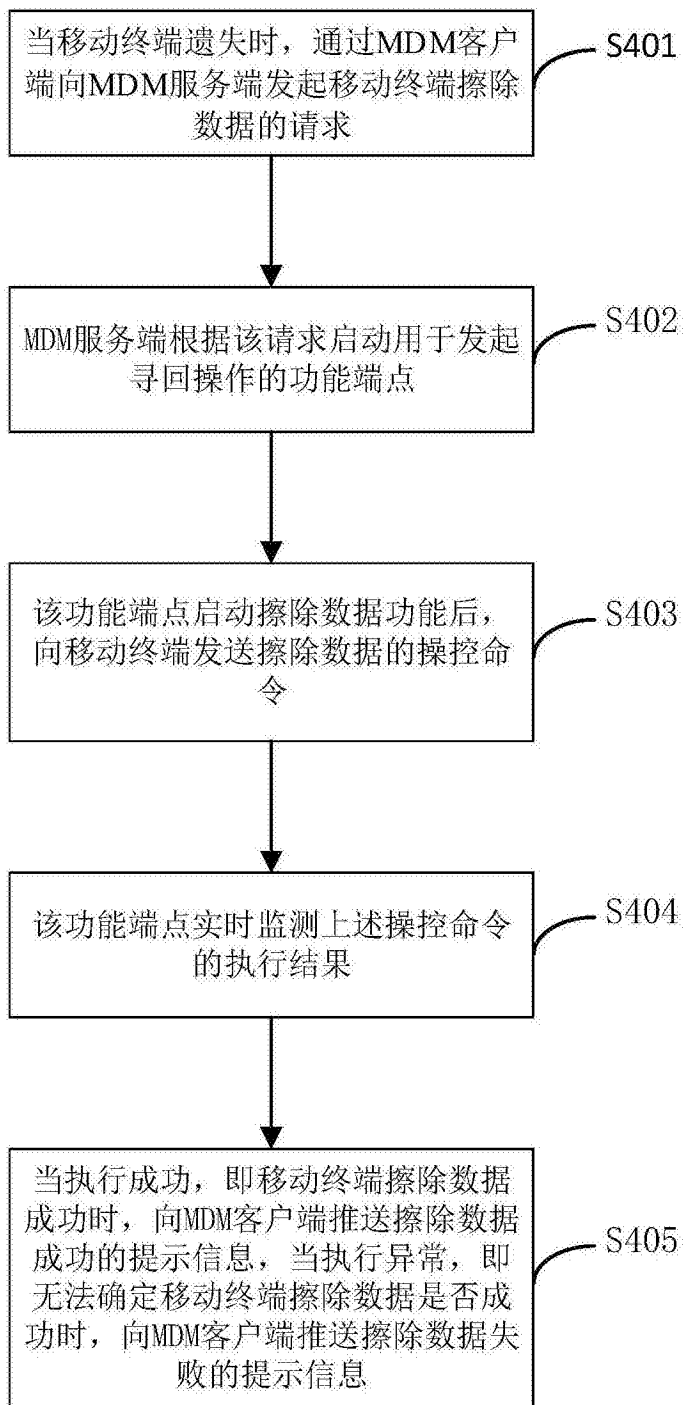 当移动终端遗失时，通过MDM客户
端向MDM服务端发起移动终端擦除
数据的请求
S401
MDM服务端根据该请求启动用于发起
寻回操作的功能端点
S402
该功能端点启动擦除数据功能后，
向移动终端发送擦除数据的操控命
令
S403
该功能端点实时监测上述操控命令
的执行结果
S404
当执行成功，即移动终端擦除数据
成功时，向MDM客户端推送擦除数据
成功的提示信息，当执行异常，即
无法确定移动终端擦除数据是否成
功时，向MDM客户端推送擦除数据失
败的提示信息
S405